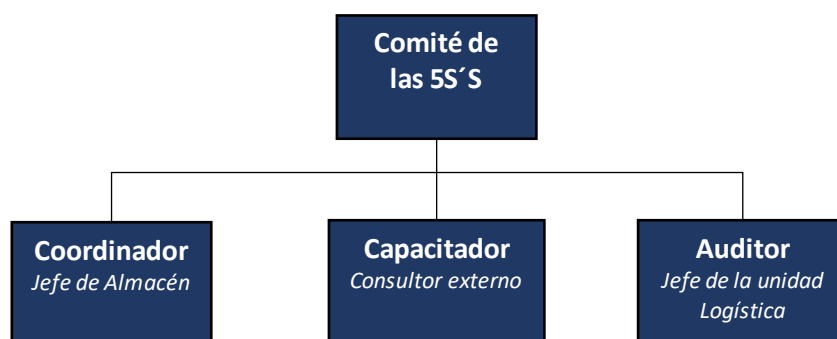 Comité de
las 5S´S
Coordinador
Jefe de Almacén
Capacitador
Consultor externo
Auditor
Jefe de la unidad
Logística